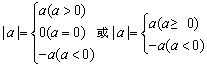 |a|={a(a>0) 0(a=0) -a(a<0) 或 |a|={a(a≥ 0) -a(a<0)